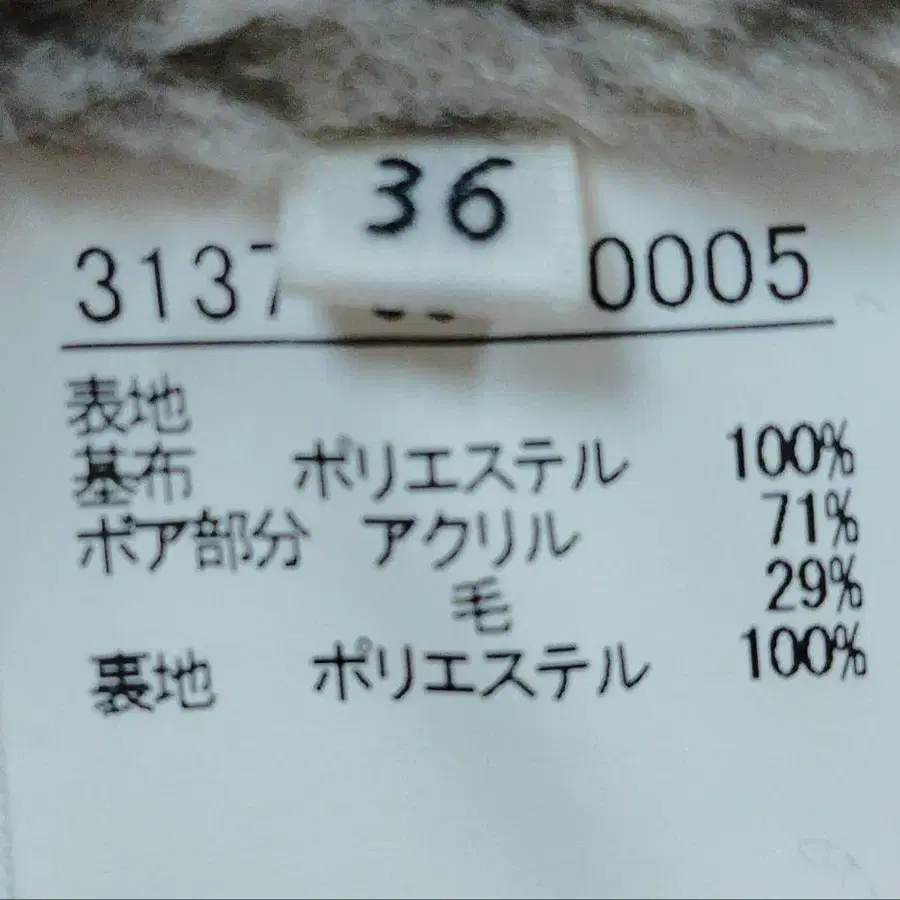 36
3137 0005
表地
基布 ポリエステル 100%
ボア部分 アクリル 71%
毛 29%
裏地 ポリエステル 100%